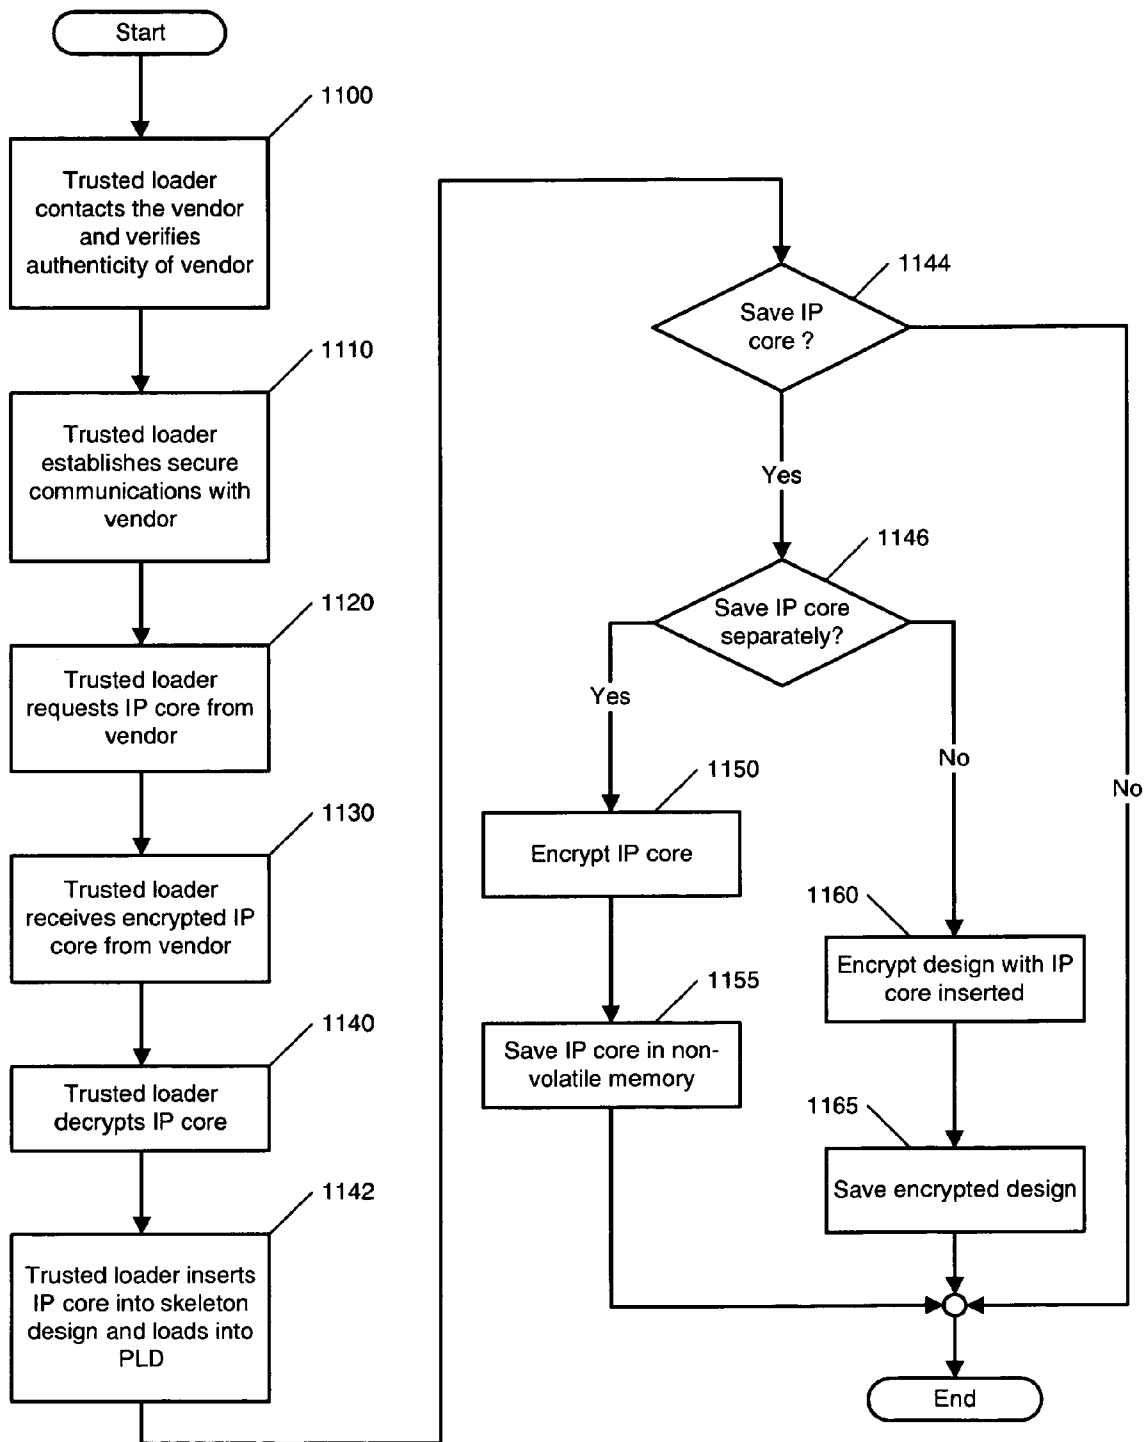 Start
1100
Trusted loader
contacts the vendor
and verifies
authenticity of vendor
1110
Trusted loader
establishes secure
communications with
vendor
1120
Trusted loader
requests IP core from
vendor
1130
Trusted loader
receives encrypted IP
core from vendor
1140
Trusted loader
decrypts IP core
1142
Trusted loader inserts
IP core into skeleton
design and loads into
PLD
1144
Save IP
core ?
Yes
No
1146
Save IP core
separately?
Yes
No
1150
Encrypt IP core
1155
Save IP core in non-
volatile memory
1160
Encrypt design with IP
core inserted
1165
Save encrypted design
End